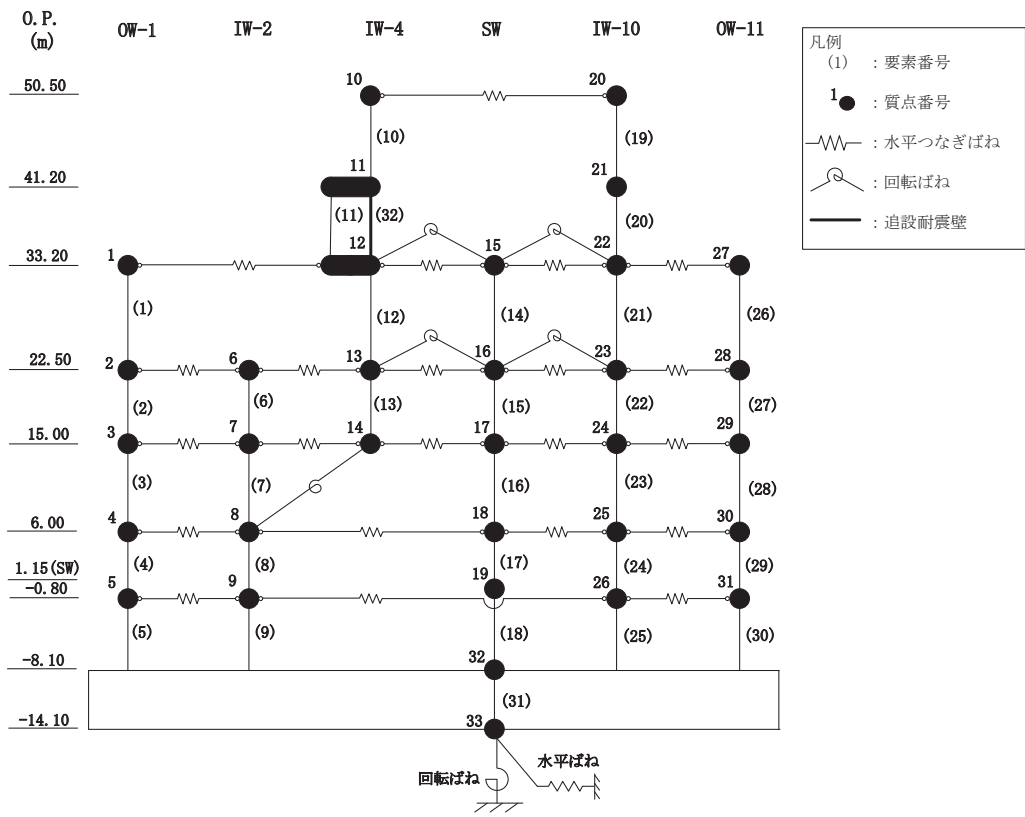 O.P.
(m)
OW-1 IW-2 IW-4 SW IW-10 OW-11
凡例
(1) : 要素番号
1 : 質点番号
: 水平つなぎばね
: 回転ばね
: 追設耐震壁
50.50 10 20
(10) (19)
41.20 11 21
(11) (32) (20)
33.20 1 12 15 22 27
(1) (12) (14) (21) (26)
22.50 2 6 13 16 23 28
(2) (6) (13) (15) (22) (27)
15.00 3 7 14 17 24 29
(3) (7) (16) (23) (28)
6.00 4 8 18 25 30
(4) (8) (17) (24) (29)
1.15(SW) 19
-0.80 5 9 26 31
(5) (9) (18) (25) (30)
-8.10 32
(31)
-14.10 33
水平ばね
回転ばね